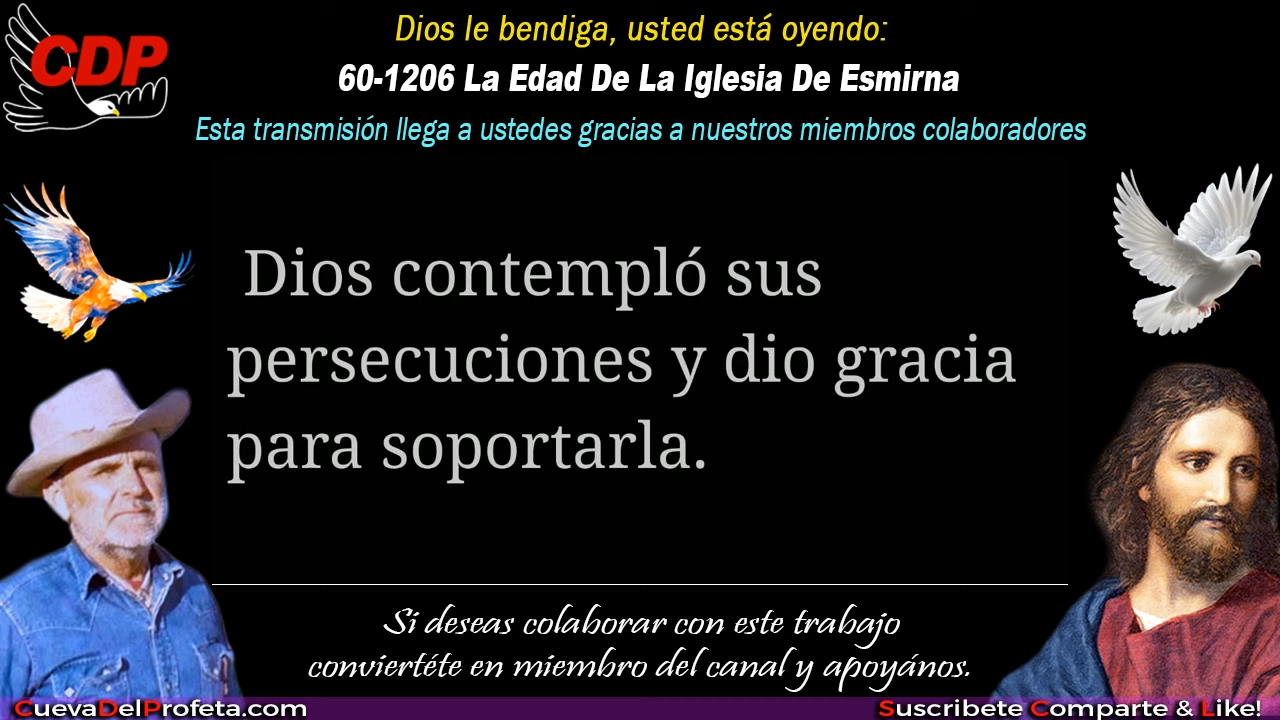 CDP
Dios le bendiga, usted está oyendo:
60-1206 La Edad De La Iglesia De Esmirna
Esta transmisión llega a ustedes gracias a nuestros miembros colaboradores
Dios contempló sus
persecuciones y dio gracia
para soportarla.
Si deseas colaborar con este trabajo
conviertéte en miembro del canal y apoyános.
CuevaDelProfeta.com
Suscribete Comparte & Like!